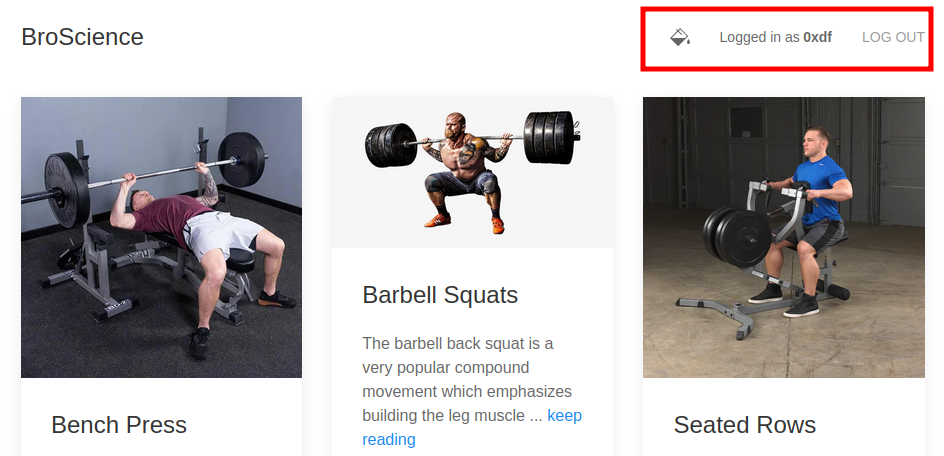 BroScience
Logged in as 0xdf LOG OUT
Bench Press
Barbell Squats
The barbell back squat is a
very popular compound
movement which emphasizes
building the leg muscle ... keep
reading
Seated Rows